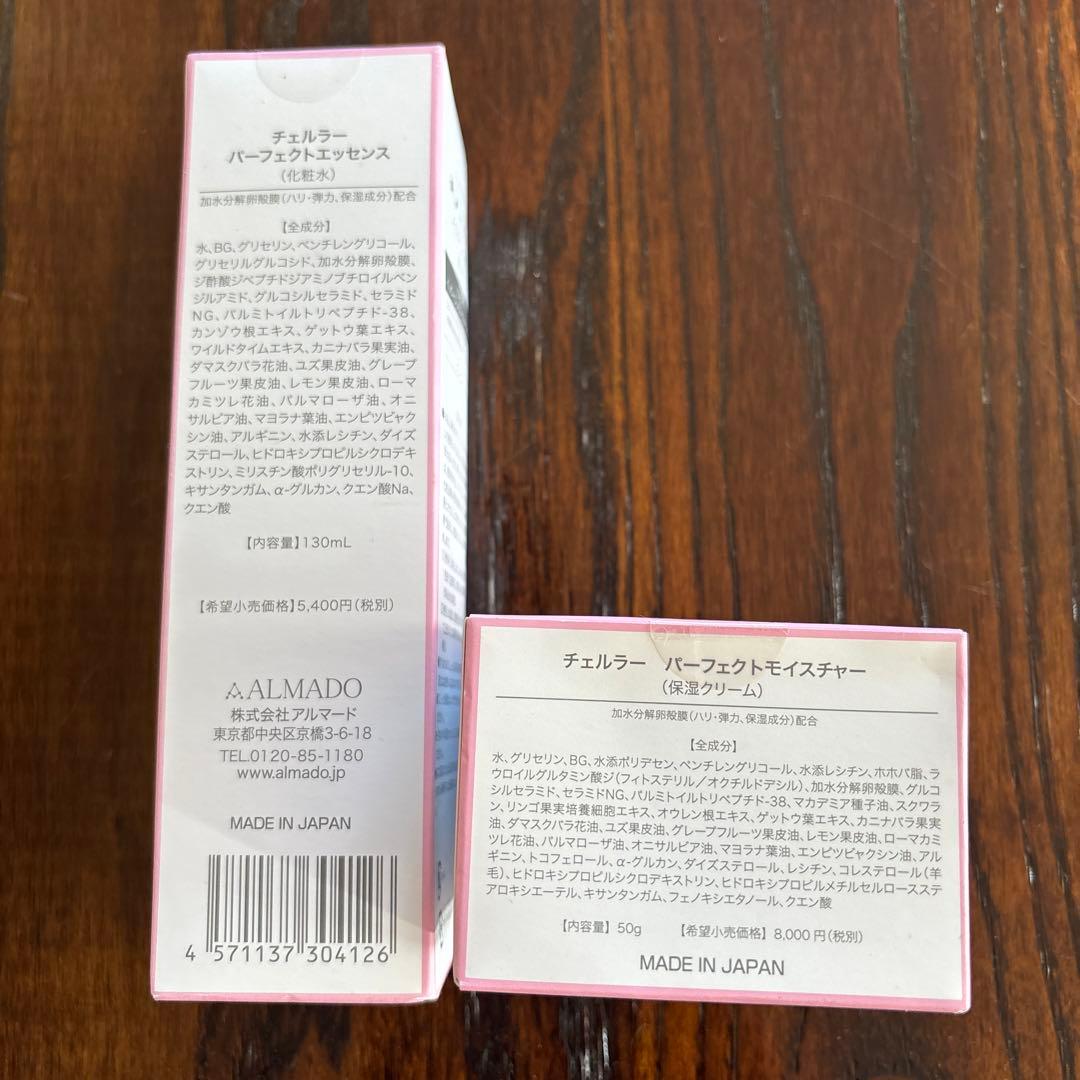 チェルラー
パーフェクトエッセンス
（化粧水）
加水分解卵殻膜（ハリ・弾力、保湿成分）配合
【全成分】
水、BG、グリセリン、ペンチレングリコール、
グリセリルグルコシド、加水分解卵殻膜、
ジ酢酸ジペプチドジアミノブチロイルベン
ジルアミド、グルコシルセラミド、セラミド
NG、パルミトイルトリペプチド-38、
カンゾウ根エキス、ゲットウ葉エキス、
ワイルドタイムエキス、カニナバラ果実油、
ダマスクバラ花油、ユズ果皮油、グレープ
フルーツ果皮油、レモン果皮油、ローマ
カミツレ花油、パルマローザ油、オニ
サルビア油、マヨラナ葉油、エンピツビャク
シン油、アルギニン、水添レシチン、ダイズ
ステロール、ヒドロキシプロピルシクロデキ
ストリン、ミリスチン酸ポリグリセリル-10、
キサンタンガム、α-グルカン、クエン酸Na、
クエン酸
【内容量】130mL
【希望小売価格】5,400円（税別）
ALMADO
株式会社アルマード
東京都中央区京橋3-6-18
TEL.0120-85-1180
www.almado.jp
MADE IN JAPAN
4 571137 304126
チェルラー　パーフェクトモイスチャー
（保湿クリーム）
加水分解卵殻膜（ハリ・弾力、保湿成分）配合
【全成分】
水、グリセリン、BG、水添ポリデセン、ペンチレングリコール、水添レシチン、ホホバ脂、ラ
ウロイルグルタミン酸ジ（フィトステリル／オクチルドデシル）、加水分解卵殻膜、グルコ
シルセラミド、セラミドNG、パルミトイルトリペプチド-38、マカデミア種子油、スクワラ
ン、リンゴ果実培養細胞エキス、オウレン根エキス、ゲットウ葉エキス、カニナバラ果実
油、ダマスクバラ花油、ユズ果皮油、グレープフルーツ果皮油、レモン果皮油、ローマカミ
ツレ花油、パルマローザ油、オニサルビア油、マヨラナ葉油、エンピツビャクシン油、アル
ギニン、トコフェロール、α-グルカン、ダイズステロール、レシチン、コレステロール（羊
毛）、ヒドロキシプロピルシクロデキストリン、ヒドロキシプロピルメチルセルロースステ
アロキシエーテル、キサンタンガム、フェノキシエタノール、クエン酸
【内容量】50g　【希望小売価格】8,000円（税別）
MADE IN JAPAN